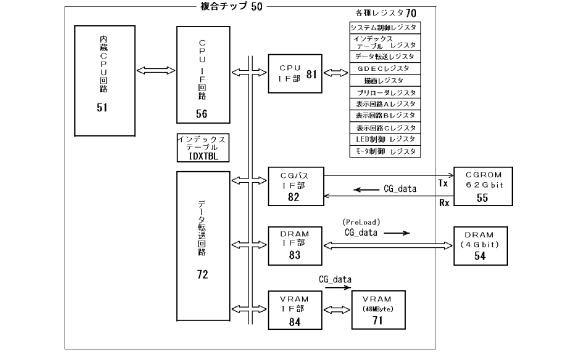 複合チップ 50
各種レジスタ 70
内蔵CPU回路
51
CPU
IF回路
56
CPU
IF部
81
システム制御レジスタ
インデックス
テーブル レジスタ
データ転送レジスタ
GDECレジスタ
描画レジスタ
プリローダレジスタ
表示回路Aレジスタ
表示回路Bレジスタ
表示回路Cレジスタ
LED制御 レジスタ
モータ制御 レジスタ
インデックス
テーブル
IDXTBL
データ転送回路
72
CGバス
IF部
82
CG_data
Tx
Rx
CGROM
62Gbit
55
DRAM
IF部
83
(PreLoad)
CG_data
DRAM
(4Gbit)
54
VRAM
IF部
84
CG_data
VRAM
(48MByte)
71